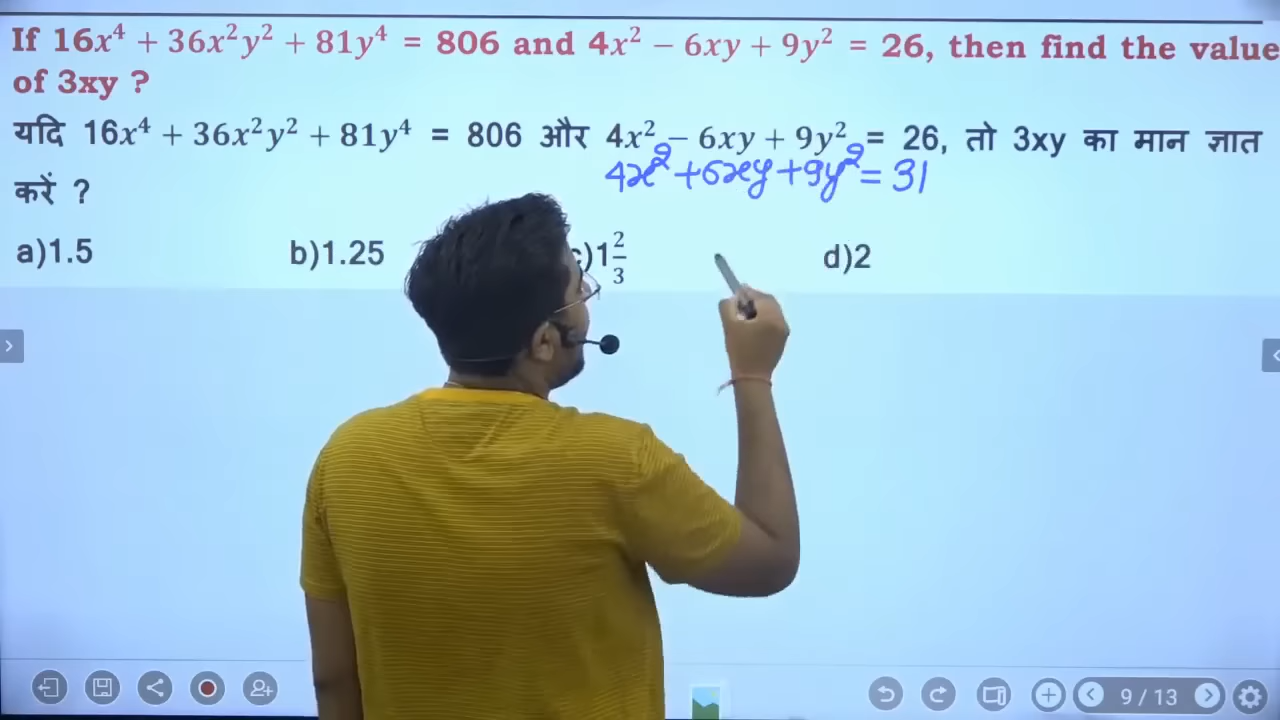 If 16x⁴ + 36x²y² + 81y⁴ = 806 and 4x² − 6xy + 9y² = 26, then find the value
of 3xy ?
यदि 16x⁴ + 36x²y² + 81y⁴ = 806 और 4x² − 6xy + 9y² = 26, तो 3xy का मान ज्ञात
करें ?
4x² + 6xy + 9y² = 31
a)1.5 b)1.25 c)1 2/3 d)2
9 / 13